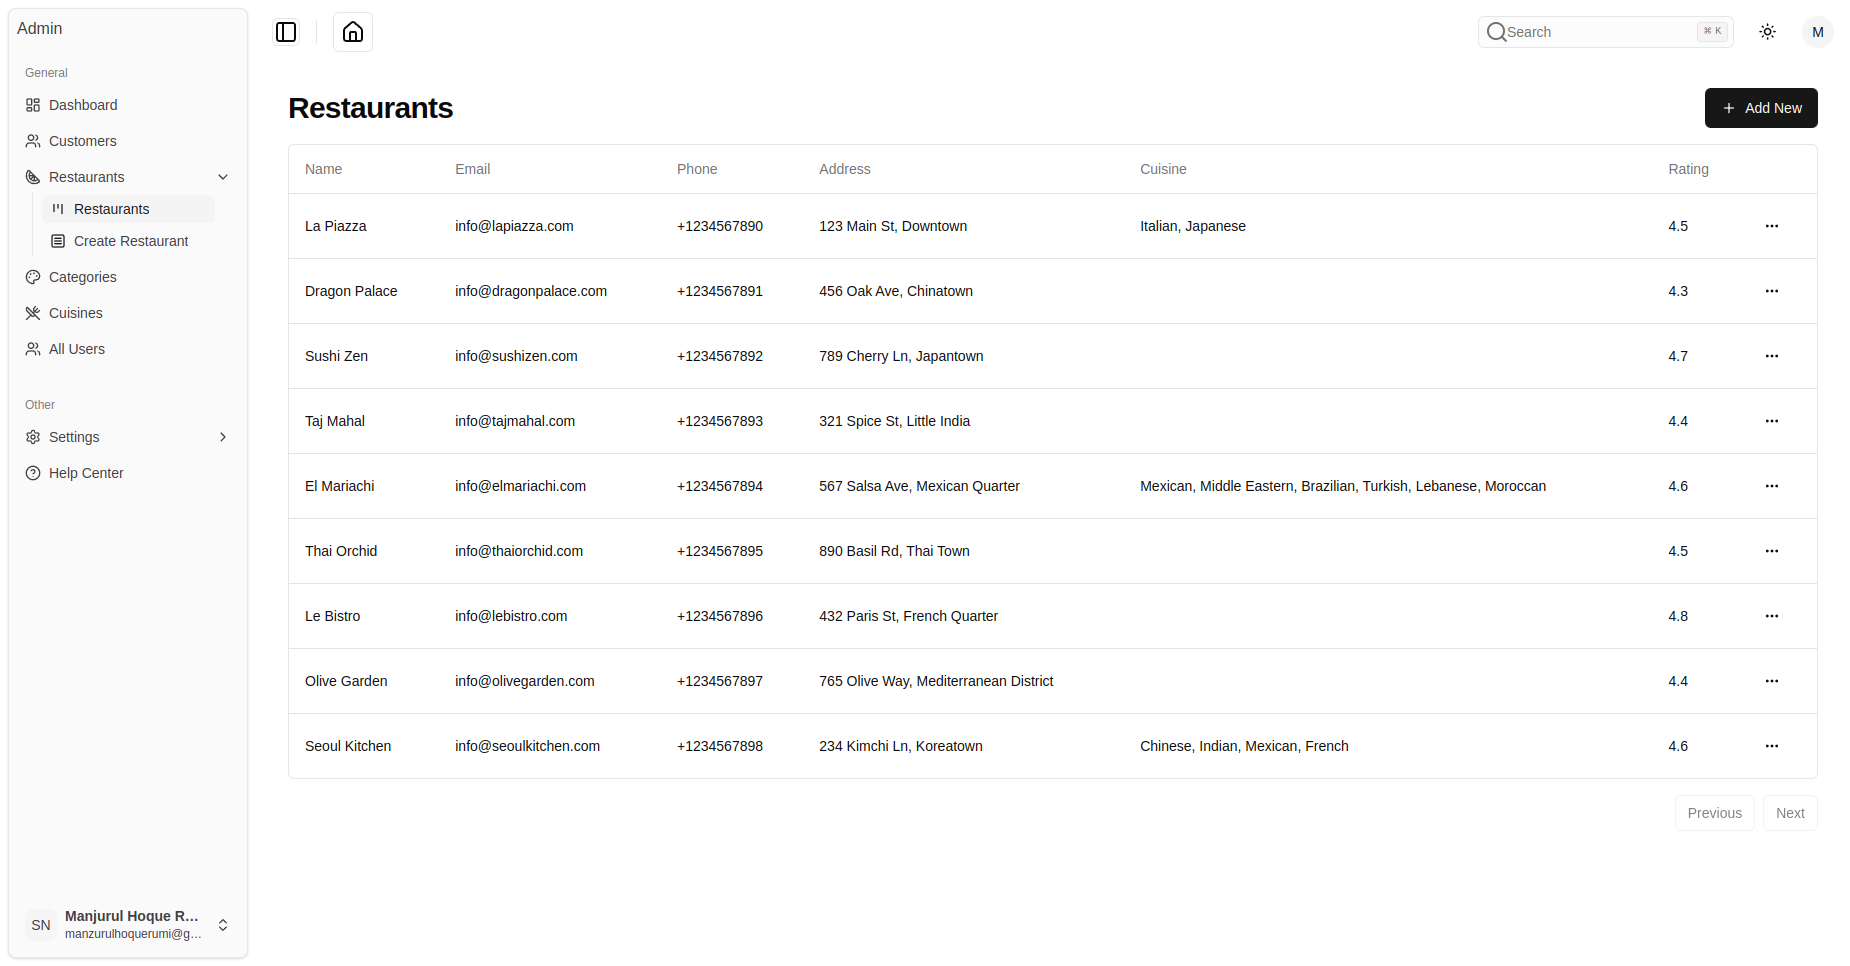 Admin
General
Dashboard
Customers
Restaurants
Restaurants
Create Restaurant
Categories
Cuisines
All Users
Other
Settings
Help Center
SN
Manjurul Hoque R...
manzurulhoquerumi@g...
Search ⌘ K
M
Restaurants
+ Add New
Name Email Phone Address Cuisine Rating
La Piazza info@lapiazza.com +1234567890 123 Main St, Downtown Italian, Japanese 4.5
Dragon Palace info@dragonpalace.com +1234567891 456 Oak Ave, Chinatown 4.3
Sushi Zen info@sushizen.com +1234567892 789 Cherry Ln, Japantown 4.7
Taj Mahal info@tajmahal.com +1234567893 321 Spice St, Little India 4.4
El Mariachi info@elmariachi.com +1234567894 567 Salsa Ave, Mexican Quarter Mexican, Middle Eastern, Brazilian, Turkish, Lebanese, Moroccan 4.6
Thai Orchid info@thaiorchid.com +1234567895 890 Basil Rd, Thai Town 4.5
Le Bistro info@lebistro.com +1234567896 432 Paris St, French Quarter 4.8
Olive Garden info@olivegarden.com +1234567897 765 Olive Way, Mediterranean District 4.4
Seoul Kitchen info@seoulkitchen.com +1234567898 234 Kimchi Ln, Koreatown Chinese, Indian, Mexican, French 4.6
Previous Next